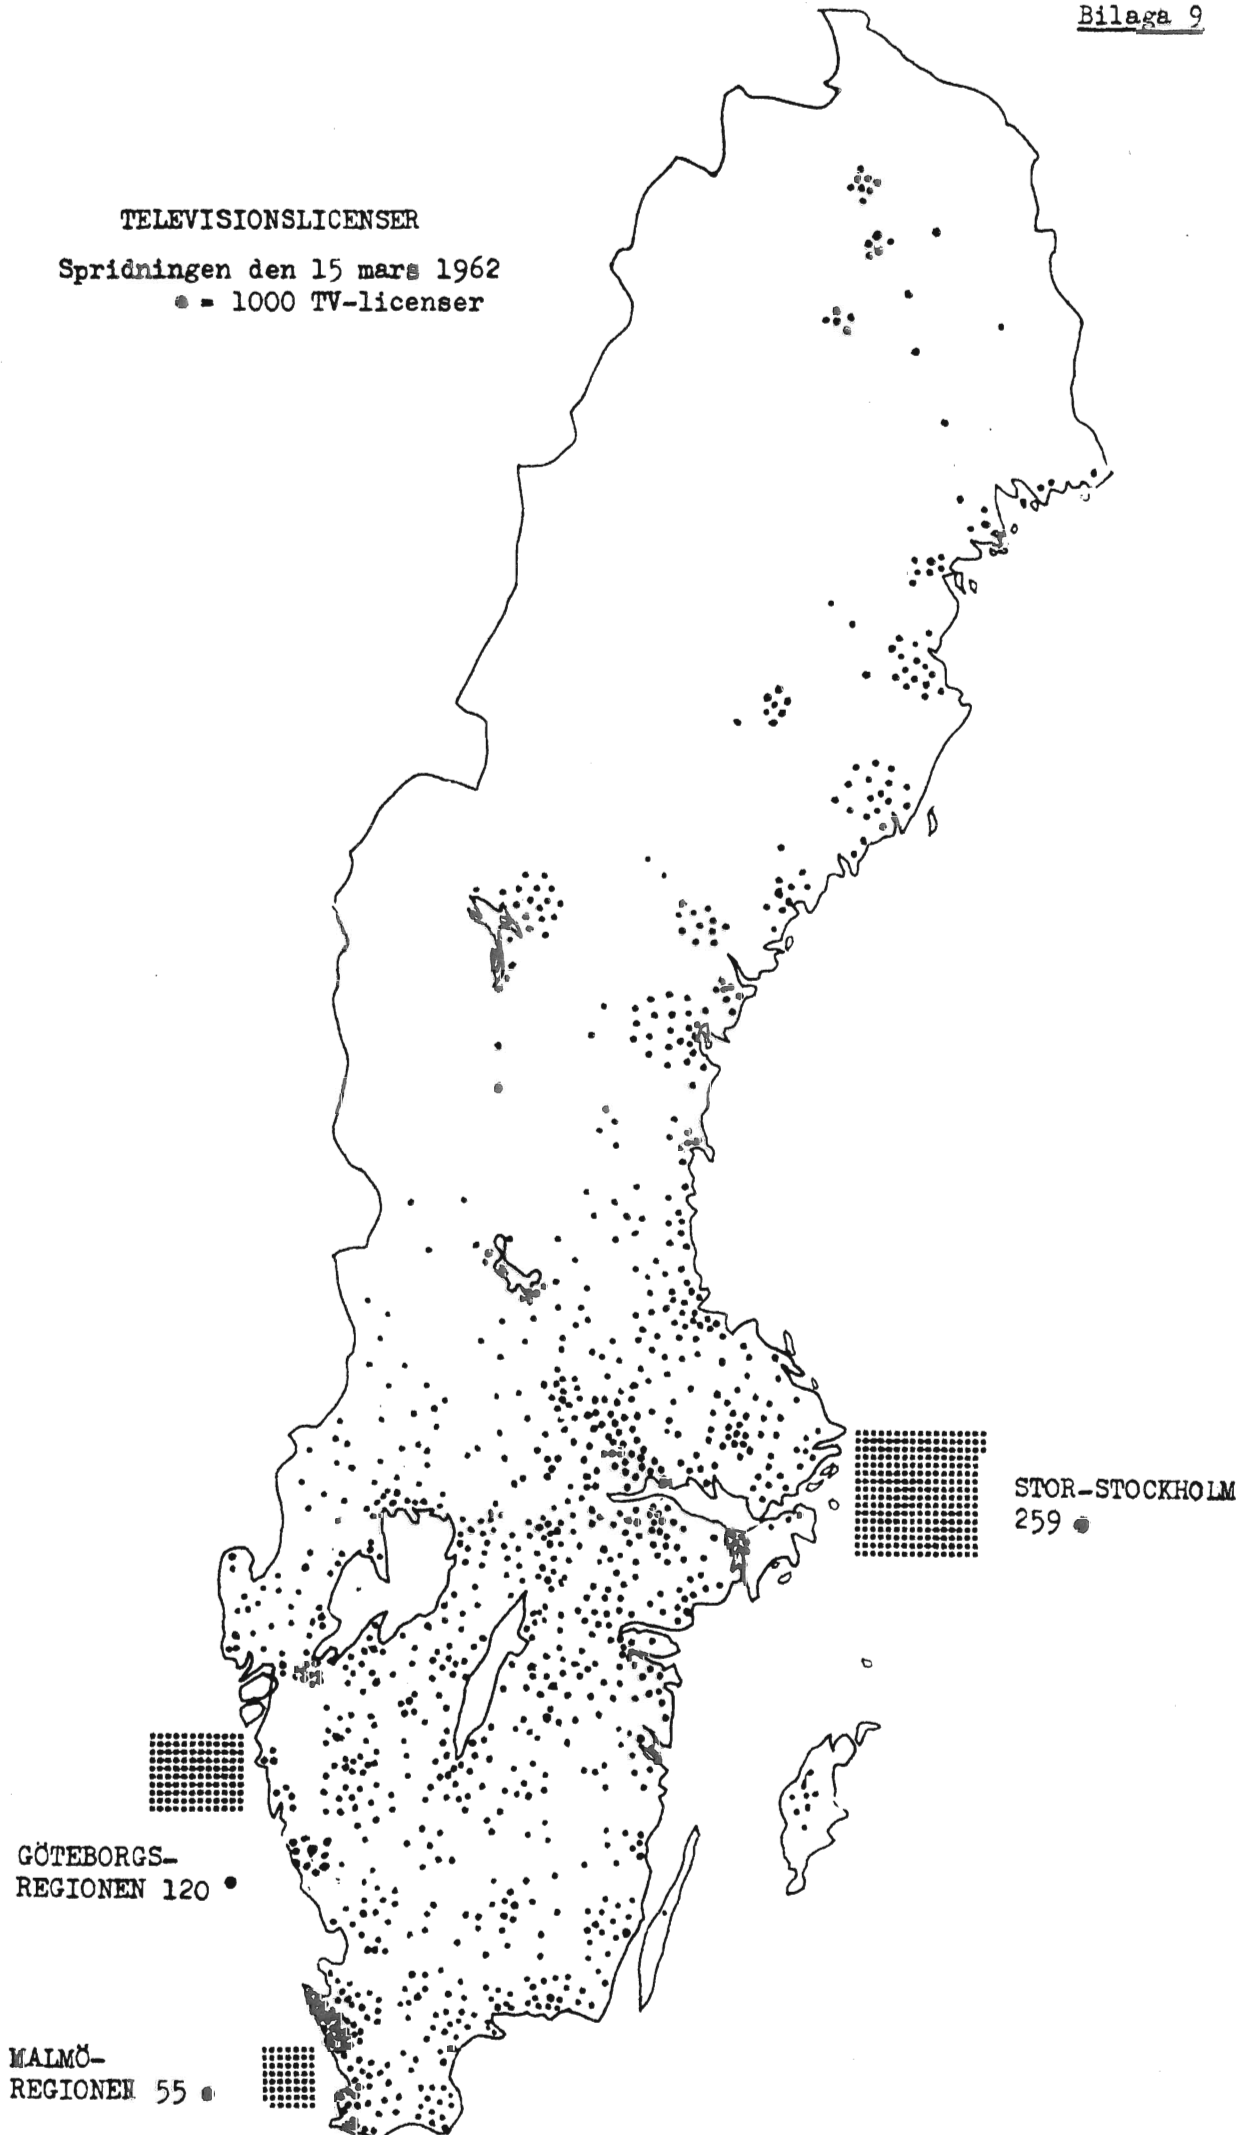 Bilaga 9
TELEVISIONSLICENSER
Spridningen den 15 mars 1962
● = 1000 TV-licenser
STOR-STOCKHOLM
259 ●
GÖTEBORGS-
REGIONEN 120 ●
MALMÖ-
REGIONEN 55 ●